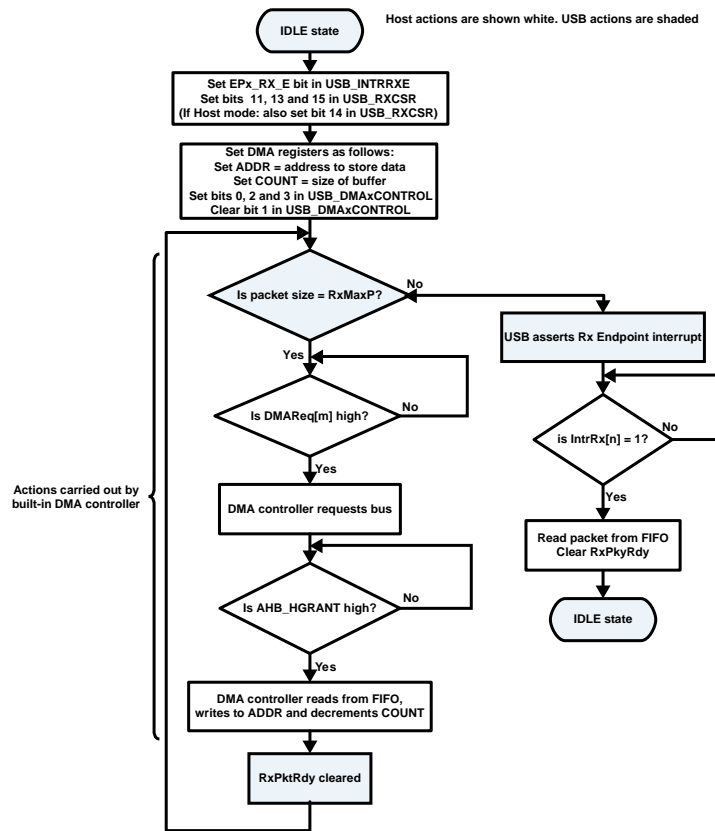 Host actions are shown white. USB actions are shaded
IDLE state
Set EPx_RX_E bit in USB_INTRRXE
Set bits 11, 13 and 15 in USB_RXCSR
(If Host mode: also set bit 14 in USB_RXCSR)
Set DMA registers as follows:
Set ADDR = address to store data
Set COUNT = size of buffer
Set bits 0, 2 and 3 in USB_DMAxCONTROL
Clear bit 1 in USB_DMAxCONTROL
Is packet size = RxMaxP?
No
Yes
USB asserts Rx Endpoint interrupt
Is DMAReq[m] high?
No
Yes
is IntrRx[n] = 1?
No
Yes
Actions carried out by
built-in DMA controller
DMA controller requests bus
Read packet from FIFO
Clear RxPkyRdy
Is AHB_HGRANT high?
No
Yes
IDLE state
DMA controller reads from FIFO,
writes to ADDR and decrements COUNT
RxPktRdy cleared